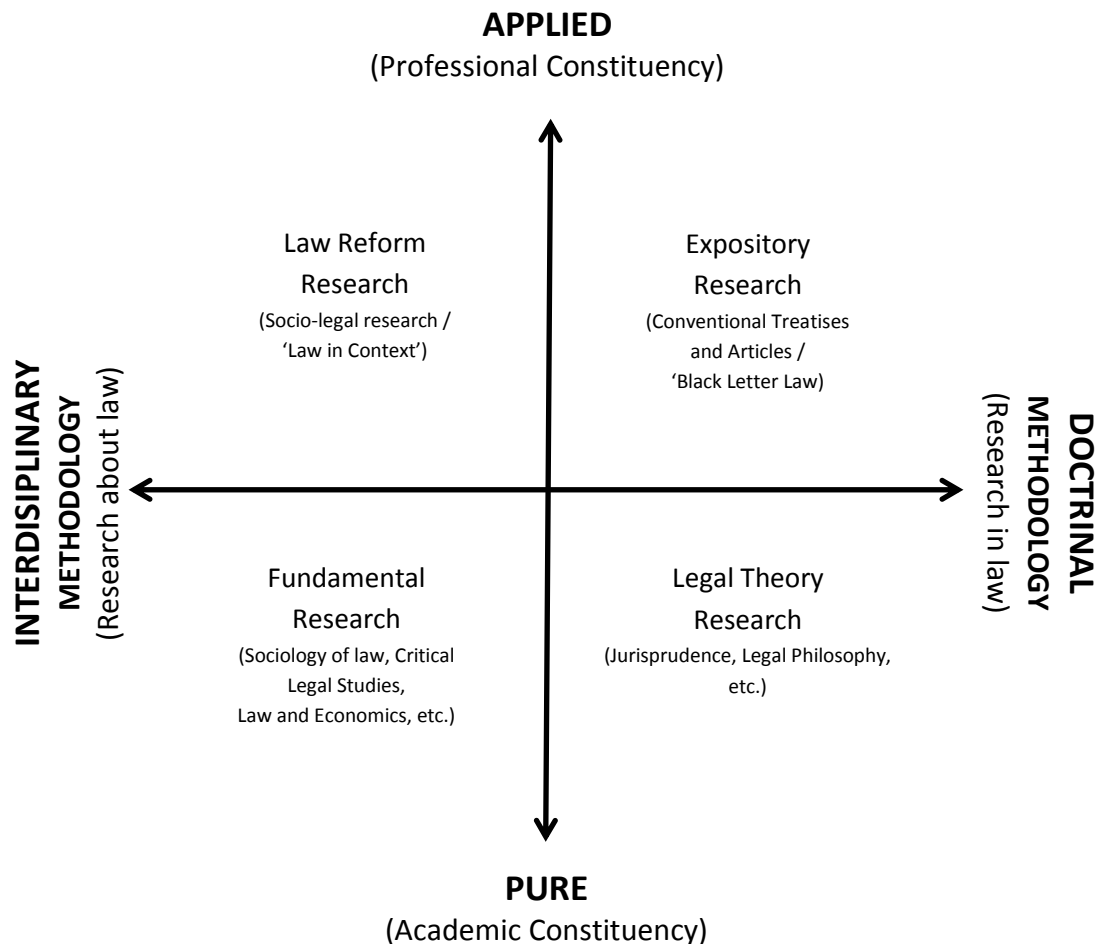 APPLIED
(Professional Constituency)
Law Reform
Research
(Socio-legal research /
‘Law in Context’)
Expository
Research
(Conventional Treatises
and Articles /
‘Black Letter Law)
INTERDISIPLINARY
METHODOLOGY
(Research about law)
DOCTRINAL
METHODOLOGY
(Research in law)
Fundamental
Research
(Sociology of law, Critical
Legal Studies,
Law and Economics, etc.)
Legal Theory
Research
(Jurisprudence, Legal Philosophy,
etc.)
PURE
(Academic Constituency)